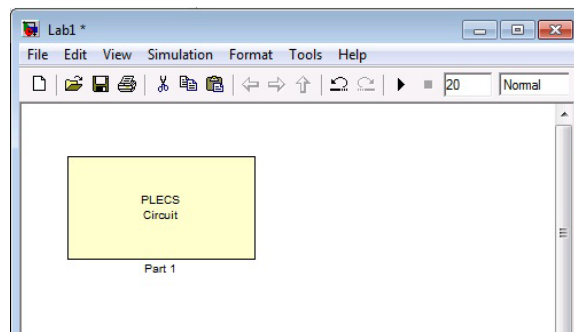 Lab1 *
File Edit View Simulation Format Tools Help
20 Normal
PLECS
Circuit
Part 1